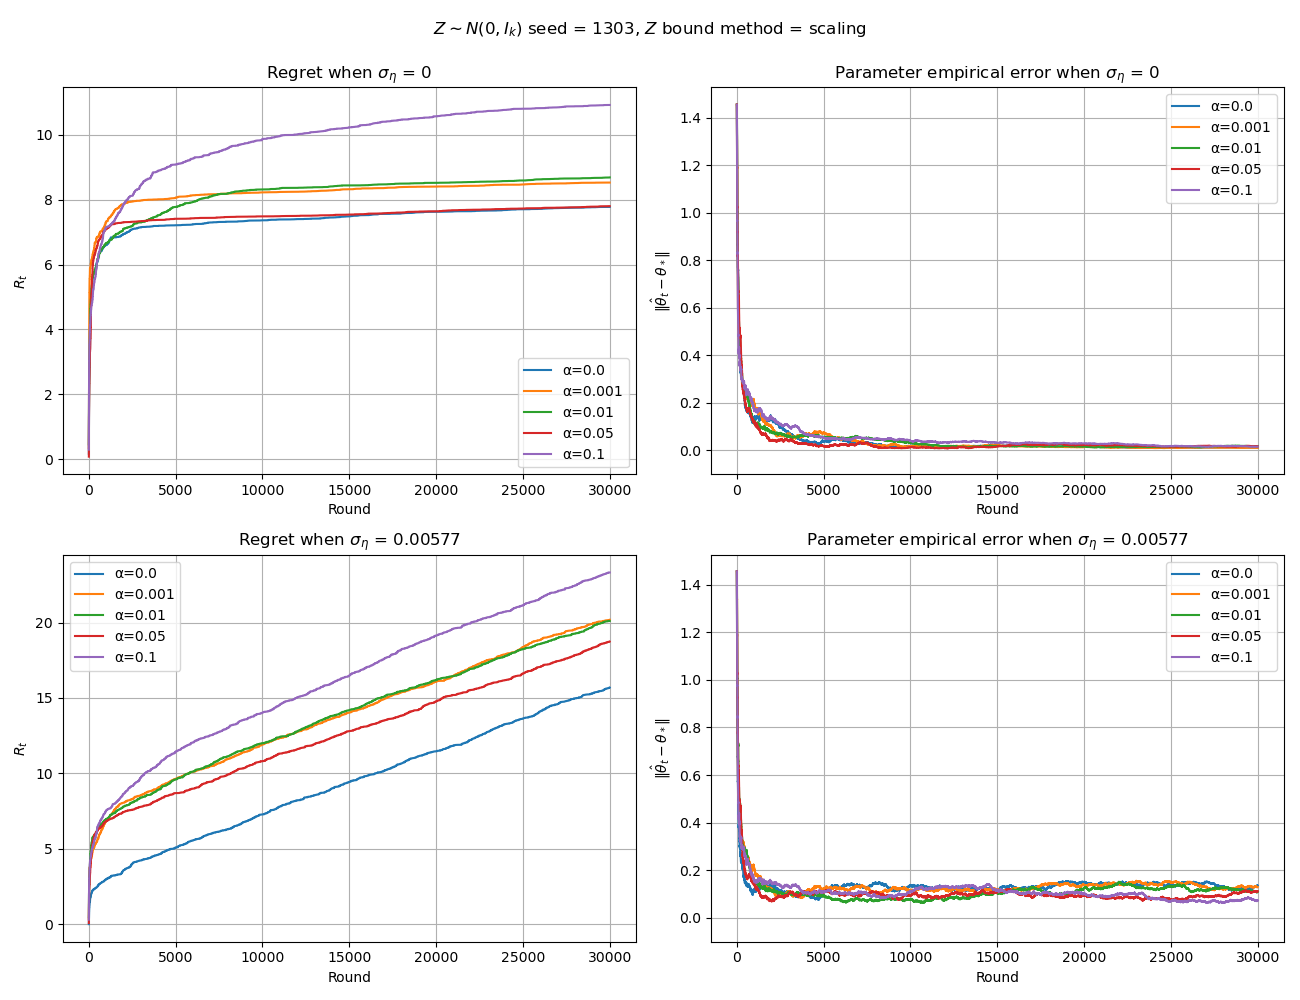 Z ∼ N(0, I_k) seed = 1303, Z bound method = scaling
Regret when σ_η = 0
R_t
10
8
6
4
2
0
0 5000 10000 15000 20000 25000 30000
Round
α=0.0
α=0.001
α=0.01
α=0.05
α=0.1
Parameter empirical error when σ_η = 0
‖θ̂_t − θ_*‖
1.4
1.2
1.0
0.8
0.6
0.4
0.2
0.0
0 5000 10000 15000 20000 25000 30000
Round
α=0.0
α=0.001
α=0.01
α=0.05
α=0.1
Regret when σ_η = 0.00577
R_t
20
15
10
5
0
0 5000 10000 15000 20000 25000 30000
Round
α=0.0
α=0.001
α=0.01
α=0.05
α=0.1
Parameter empirical error when σ_η = 0.00577
‖θ̂_t − θ_*‖
1.4
1.2
1.0
0.8
0.6
0.4
0.2
0.0
0 5000 10000 15000 20000 25000 30000
Round
α=0.0
α=0.001
α=0.01
α=0.05
α=0.1